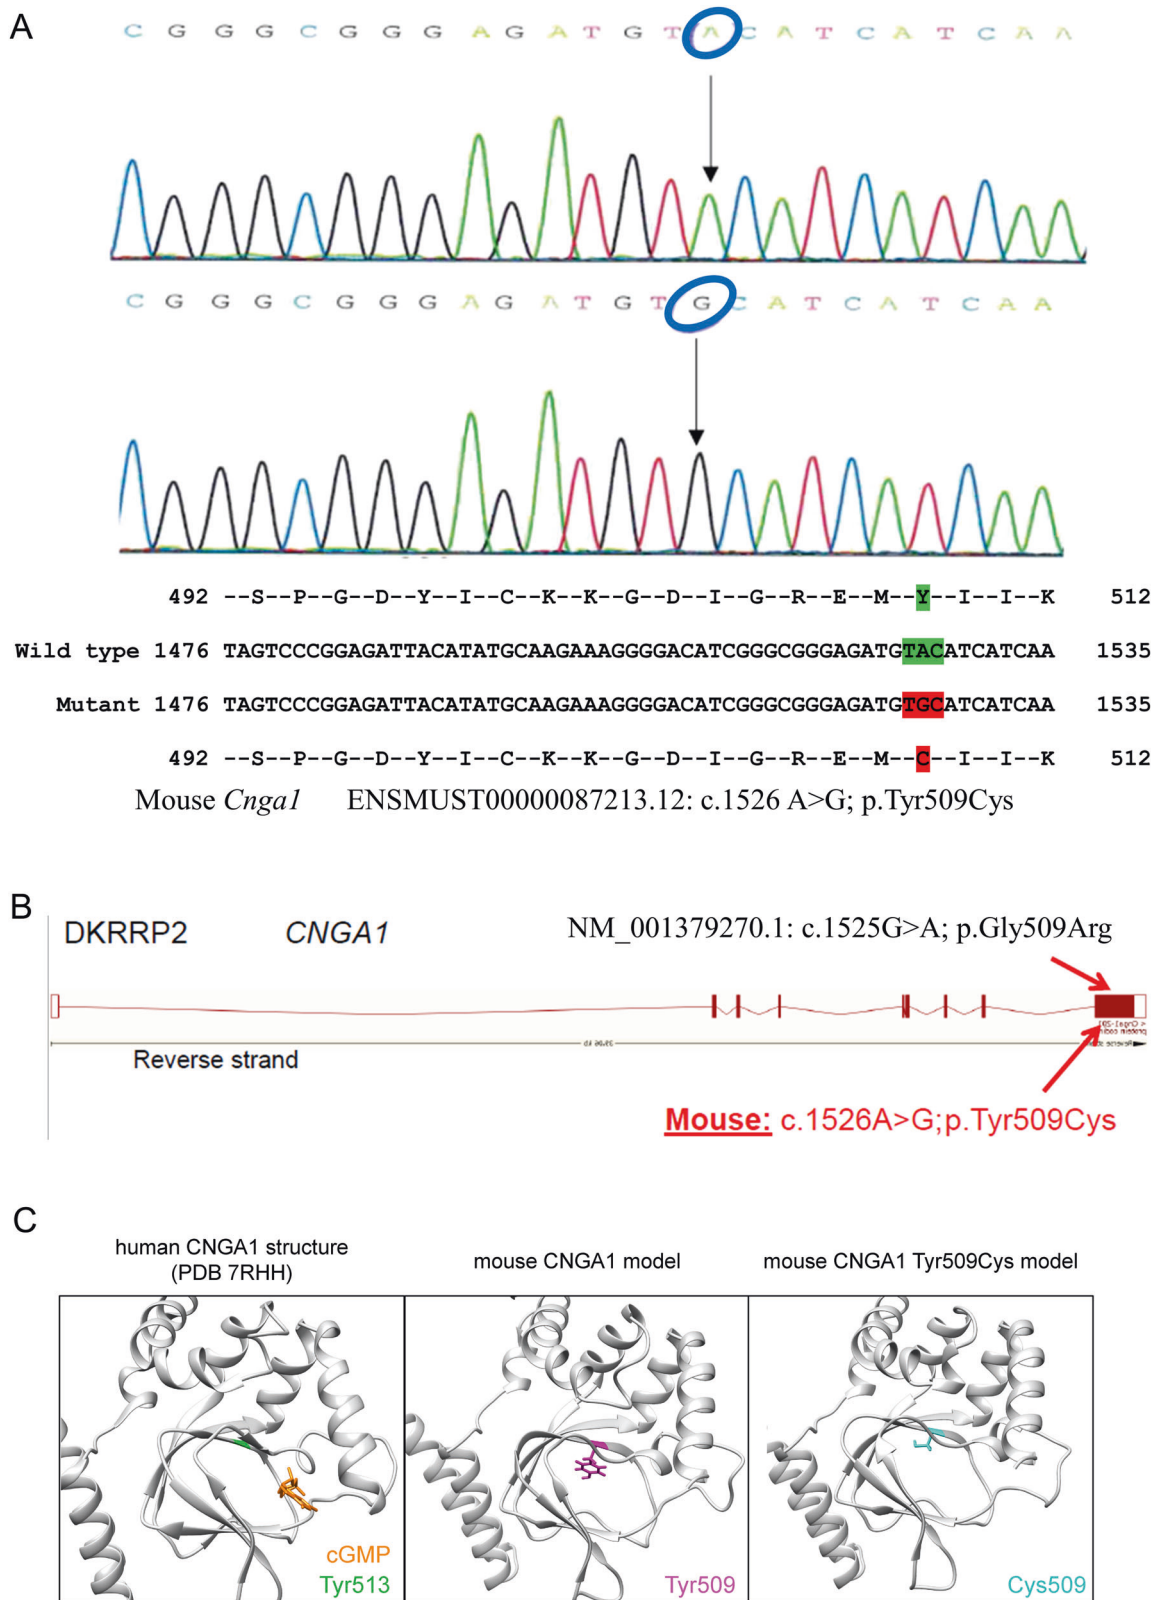 A
C G G G C G G G A G A T G T A C A T C A T C A A
C G G G C G G G A G A T G T G C A T C A T C A A
492 --S--P--G--D--Y--I--C--K--K--G--D--I--G--R--E--M--Y--I--I--K 512
Wild type 1476 TAGTCCCGGAGATTACATATGCAAGAAAGGGGACATCGGGCGGGAGATGTACATCATCAA 1535
Mutant 1476 TAGTCCCGGAGATTACATATGCAAGAAAGGGGACATCGGGCGGGAGATGTGCATCATCAA 1535
492 --S--P--G--D--Y--I--C--K--K--G--D--I--G--R--E--M--C--I--I--K 512
Mouse Cnga1 ENSMUST00000087213.12: c.1526 A>G; p.Tyr509Cys
B
DKRRP2 CNGA1 NM_001379270.1: c.1525G>A; p.Gly509Arg
Reverse strand
Mouse: c.1526A>G;p.Tyr509Cys
C
human CNGA1 structure
(PDB 7RHH)
mouse CNGA1 model
mouse CNGA1 Tyr509Cys model
cGMP
Tyr513
Tyr509
Cys509